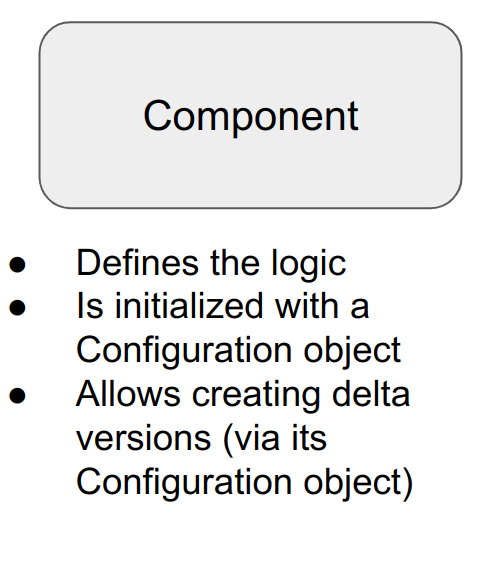 Component
● Defines the logic
● Is initialized with a
Configuration object
● Allows creating delta
versions (via its
Configuration object)